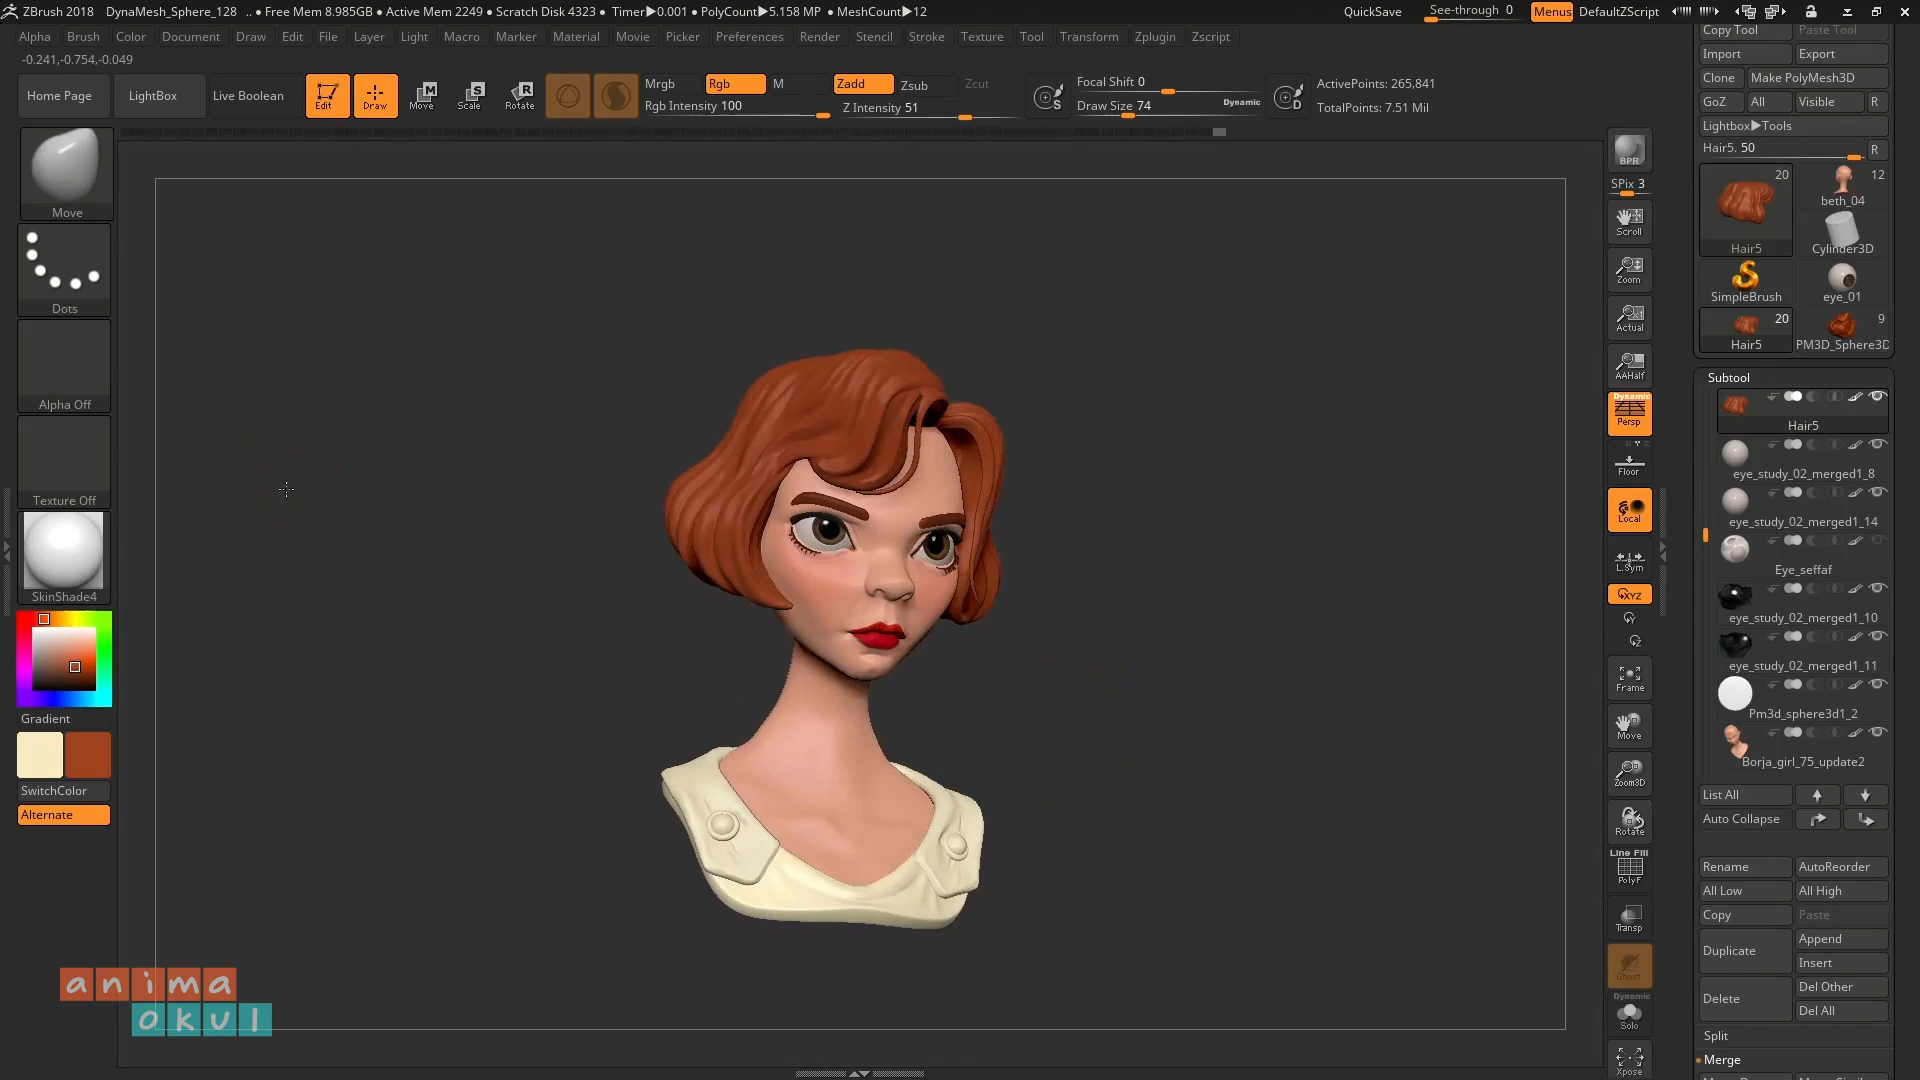 ZBrush 2018 DynaMesh_Sphere_128 .. • Free Mem 8.985GB • Active Mem 2249 • Scratch Disk 4323 • Timer▶0.001 • PolyCount▶5.158 MP • MeshCount▶12 QuickSave See-through 0 Menus DefaultZScript
Alpha Brush Color Document Draw Edit File Layer Light Macro Marker Material Movie Picker Preferences Render Stencil Stroke Texture Tool Transform Zplugin Zscript
-0.241,-0.754,-0.049
Home Page LightBox Live Boolean Edit Draw Move Scale Rotate
Mrgb Rgb M Zadd Zsub Zcut
Rgb Intensity 100 Z Intensity 51
S
Focal Shift 0
Draw Size 74 Dynamic
D
ActivePoints: 265,841
TotalPoints: 7.51 Mil
Move
Dots
Alpha Off
Texture Off
SkinShade4
Gradient
SwitchColor
Alternate
anima
okul
BPR
SPix 3
Scroll
Zoom
Actual
AAHalf
Dynamic
Persp
Floor
Local
L.Sym
XYZ
Frame
Move
Zoom3D
Rotate
Line Fill
PolyF
Transp
Ghost
Dynamic
Solo
Xpose
Copy Tool Paste Tool
Import Export
Clone Make PolyMesh3D
GoZ All Visible R
Lightbox▶Tools
Hair5. 50 R
20 12
Hair5 beth_04
Cylinder3D
SimpleBrush eye_01
20 9
Hair5 PM3D_Sphere3D
Subtool
Hair5
eye_study_02_merged1_8
eye_study_02_merged1_14
Eye_seffaf
eye_study_02_merged1_10
eye_study_02_merged1_11
Pm3d_sphere3d1_2
Borja_girl_75_update2
List All
Auto Collapse
Rename AutoReorder
All Low All High
Copy Paste
Duplicate Append
Insert
Delete Del Other
Del All
Split
Merge